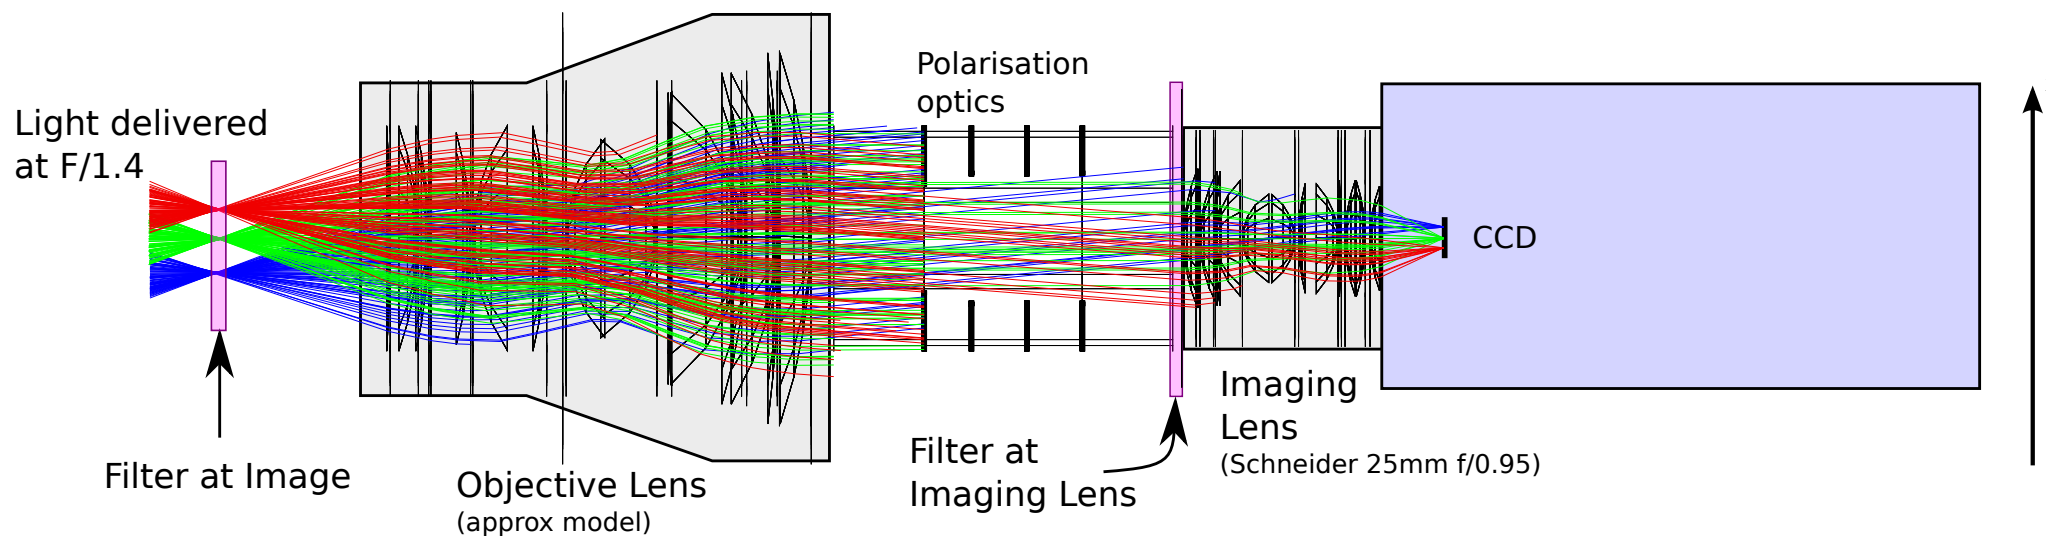 Light delivered
at F/1.4
Filter at Image
Objective Lens
(approx model)
Polarisation
optics
Filter at
Imaging Lens
Imaging
Lens
(Schneider 25mm f/0.95)
CCD